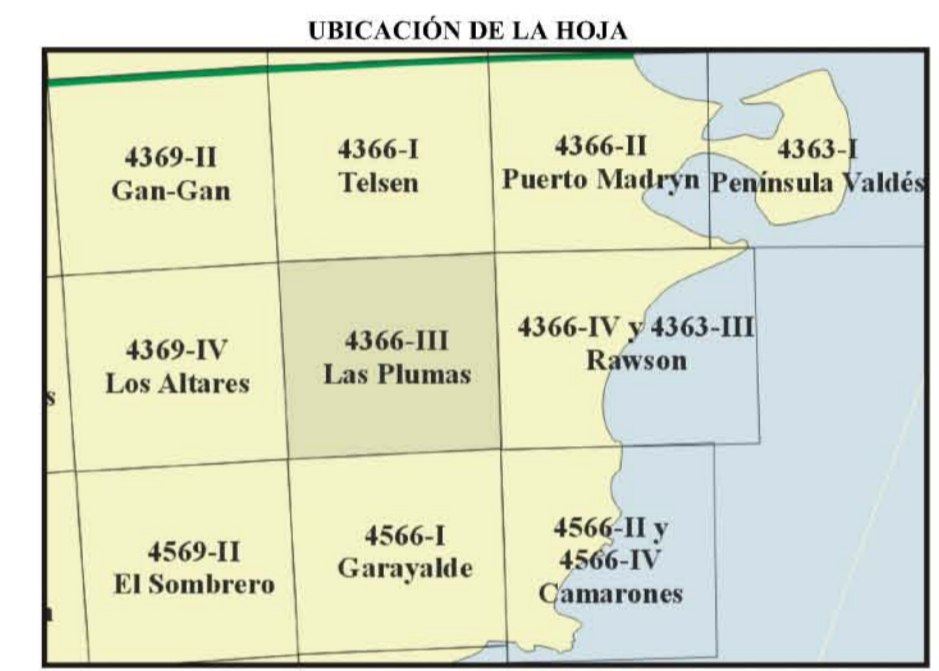 UBICACIÓN DE LA HOJA
4369-II
Gan-Gan
4366-I
Telsen
4366-II
Puerto Madryn
4363-I
Península Valdés
4369-IV
Los Altares
4366-III
Las Plumas
4366-IV y 4363-III
Rawson
s
4569-II
El Sombrero
4566-I
Garayalde
4566-II y
4566-IV
Camarones